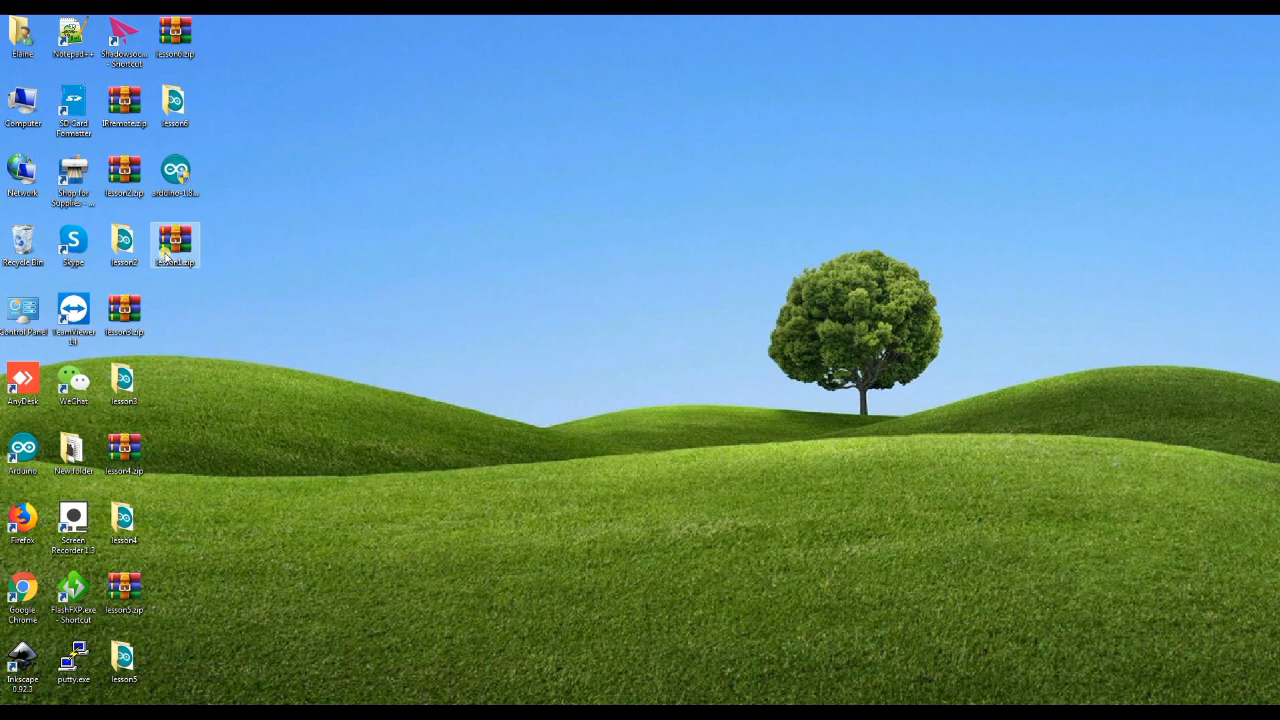 Elaine
Notepad++
Shadowsoc...
- Shortcut
lesson6.zip
Computer
SD Card
Formatter
IRremote.zip
lesson6
Network
Shop for
Supplies - ...
lesson2.zip
arduino-1.8...
Recycle Bin
Skype
lesson2
lesson1.zip
Control Panel
TeamViewer
14
lesson3.zip
AnyDesk
WeChat
lesson3
Arduino
New folder
lesson4.zip
Firefox
Screen
Recorder 1.3
lesson4
Google
Chrome
FlashFXP.exe
- Shortcut
lesson5.zip
Inkscape
0.92.3
putty.exe
lesson5